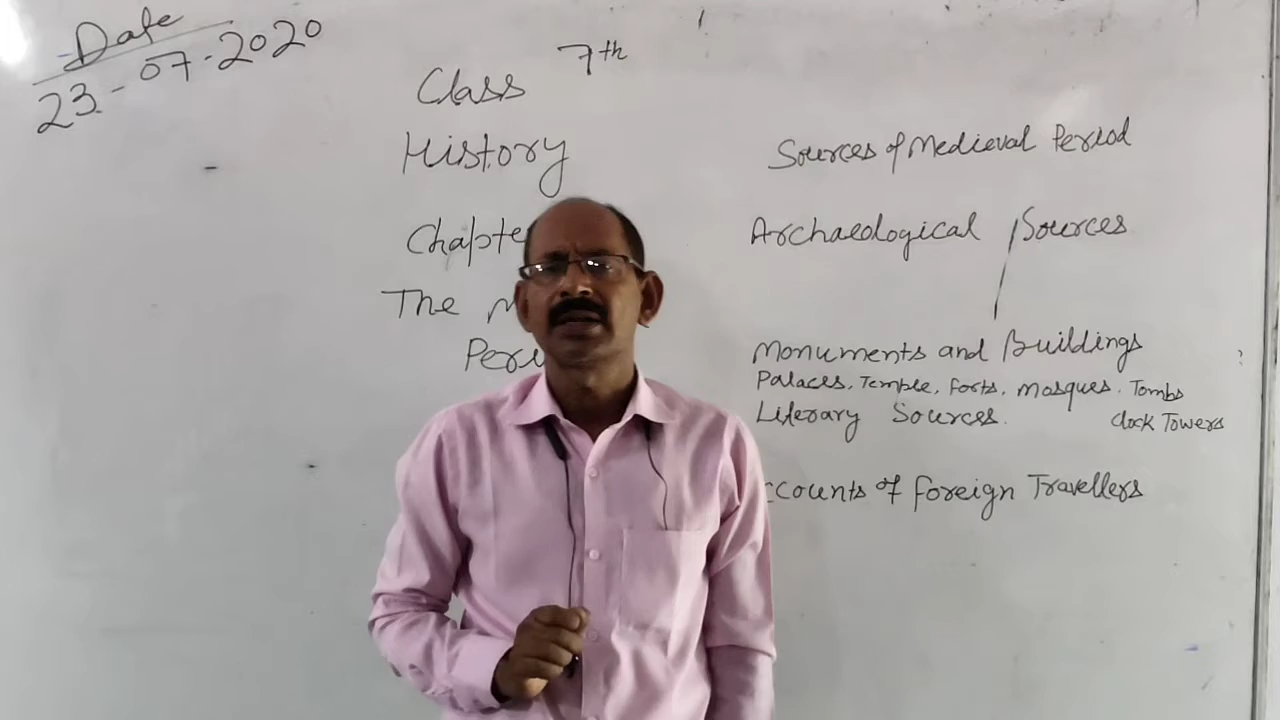 Date
23-07-2020
Class 7th
History
Chapte
The
Sources of Medieval Period
Archaeological Sources
Monuments and Buildings
Palaces, Temple, forts, mosques. Tombs
Clock Towers
Literary Sources.
ccounts of foreign Travellers